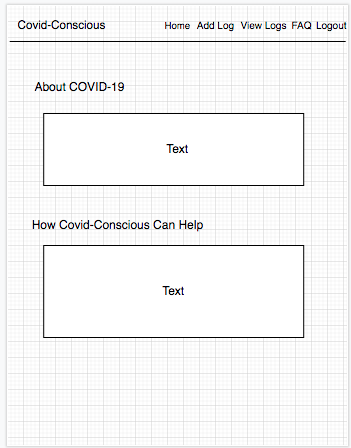 Covid-Conscious Home Add Log View Logs FAQ Logout
About COVID-19
Text
How Covid-Conscious Can Help
Text